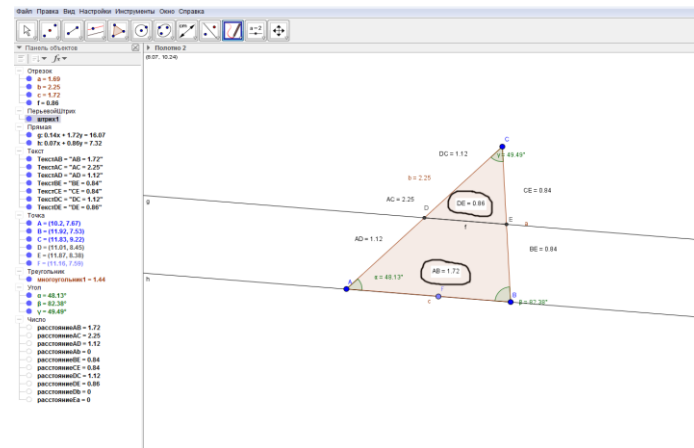 Файл Правка Вид Настройки Инструменты Окно Справка
a=2
Панель объектов
Полотно 2
Отрезок
a = 1.69
b = 2.25
c = 1.72
f = 0.86
ПерьевойШтрих
штрих1
Прямая
g: 0.14x + 1.72y = 16.07
h: 0.07x + 0.86y = 7.32
Текст
ТекстAB = "AB = 1.72"
ТекстAC = "AC = 2.25"
ТекстAD = "AD = 1.12"
ТекстBE = "BE = 0.84"
ТекстCE = "CE = 0.84"
ТекстDC = "DC = 1.12"
ТекстDE = "DE = 0.86"
Точка
A = (10.2, 7.67)
B = (11.92, 7.53)
C = (11.83, 9.22)
D = (11.01, 8.45)
E = (11.87, 8.38)
F = (11.16, 7.59)
Треугольник
многоугольник1 = 1.44
Угол
α = 48.13°
β = 82.38°
γ = 49.49°
Число
расстояниеAB = 1.72
расстояниеAC = 2.25
расстояниеAD = 1.12
расстояниеAb = 0
расстояниеBE = 0.84
расстояниеCE = 0.84
расстояниеDC = 1.12
расстояниеDE = 0.86
расстояниеDb = 0
расстояниеEa = 0
C
DC = 1.12
γ = 49.49°
b = 2.25
CE = 0.84
AC = 2.25
DE = 0.86
g
D
E
a
f
AD = 1.12
BE = 0.84
AB = 1.72
h
α = 48.13°
A
F
B
c
β = 82.38°